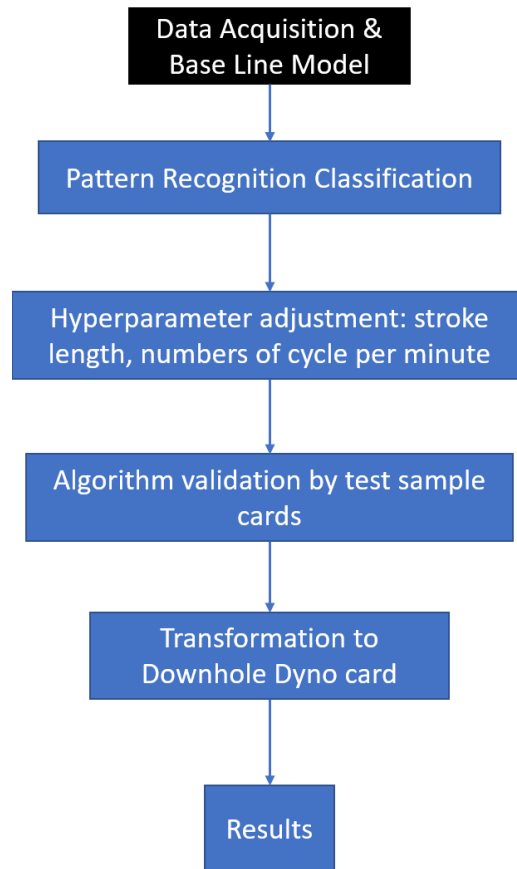 Data Acquisition &
Base Line Model
Pattern Recognition Classification
Hyperparameter adjustment: stroke
length, numbers of cycle per minute
Algorithm validation by test sample
cards
Transformation to
Downhole Dyno card
Results